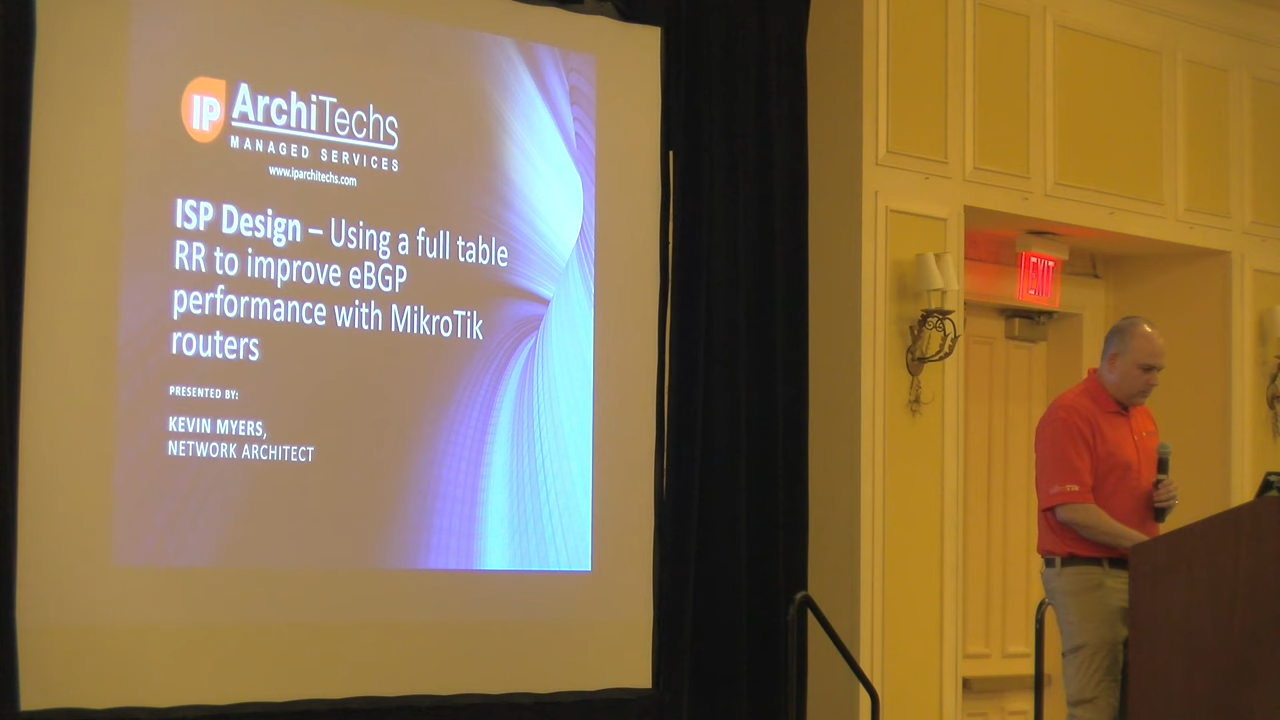 IP ArchiTechs
MANAGED SERVICES
www.iparchitechs.com
ISP Design – Using a full table
RR to improve eBGP
performance with MikroTik
routers
PRESENTED BY:
KEVIN MYERS,
NETWORK ARCHITECT
EXIT